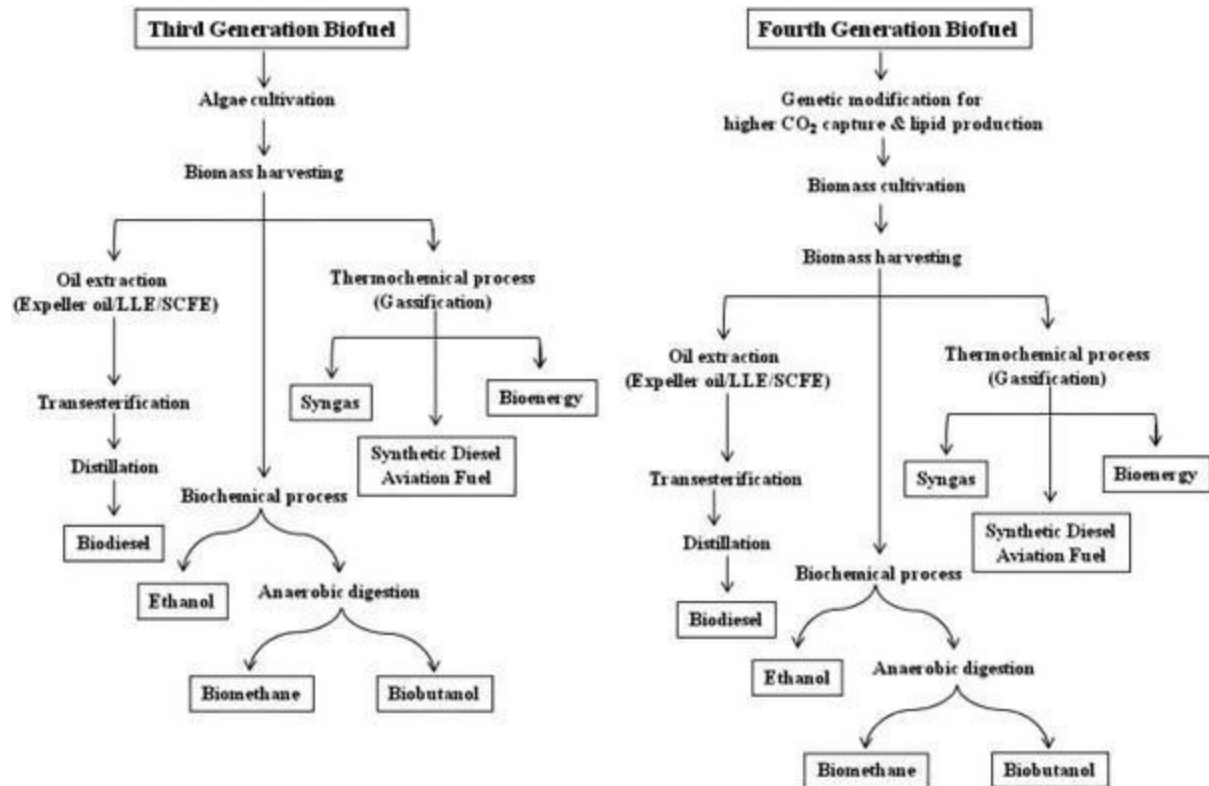 Third Generation Biofuel
Algae cultivation
Biomass harvesting
Oil extraction
(Expeller oil/LLE/SCFE)
Thermochemical process
(Gassification)
Transesterification
Syngas
Bioenergy
Distillation
Synthetic Diesel
Aviation Fuel
Biochemical process
Biodiesel
Ethanol
Anaerobic digestion
Biomethane
Biobutanol
Fourth Generation Biofuel
Genetic modification for
higher CO₂ capture & lipid production
Biomass cultivation
Biomass harvesting
Oil extraction
(Expeller oil/LLE/SCFE)
Thermochemical process
(Gassification)
Transesterification
Syngas
Bioenergy
Distillation
Synthetic Diesel
Aviation Fuel
Biochemical process
Biodiesel
Ethanol
Anaerobic digestion
Biomethane
Biobutanol